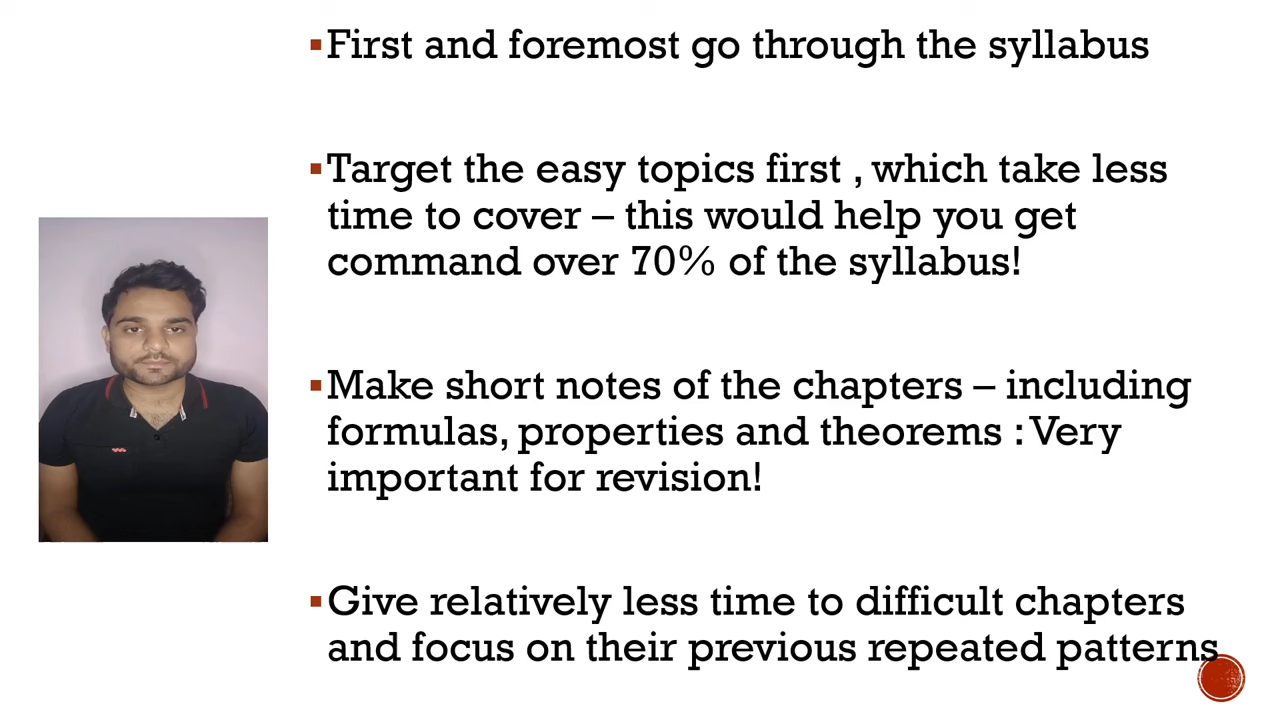 ▪First and foremost go through the syllabus
▪Target the easy topics first , which take less
time to cover – this would help you get
command over 70% of the syllabus!
▪Make short notes of the chapters – including
formulas, properties and theorems : Very
important for revision!
▪Give relatively less time to difficult chapters
and focus on their previous repeated patterns